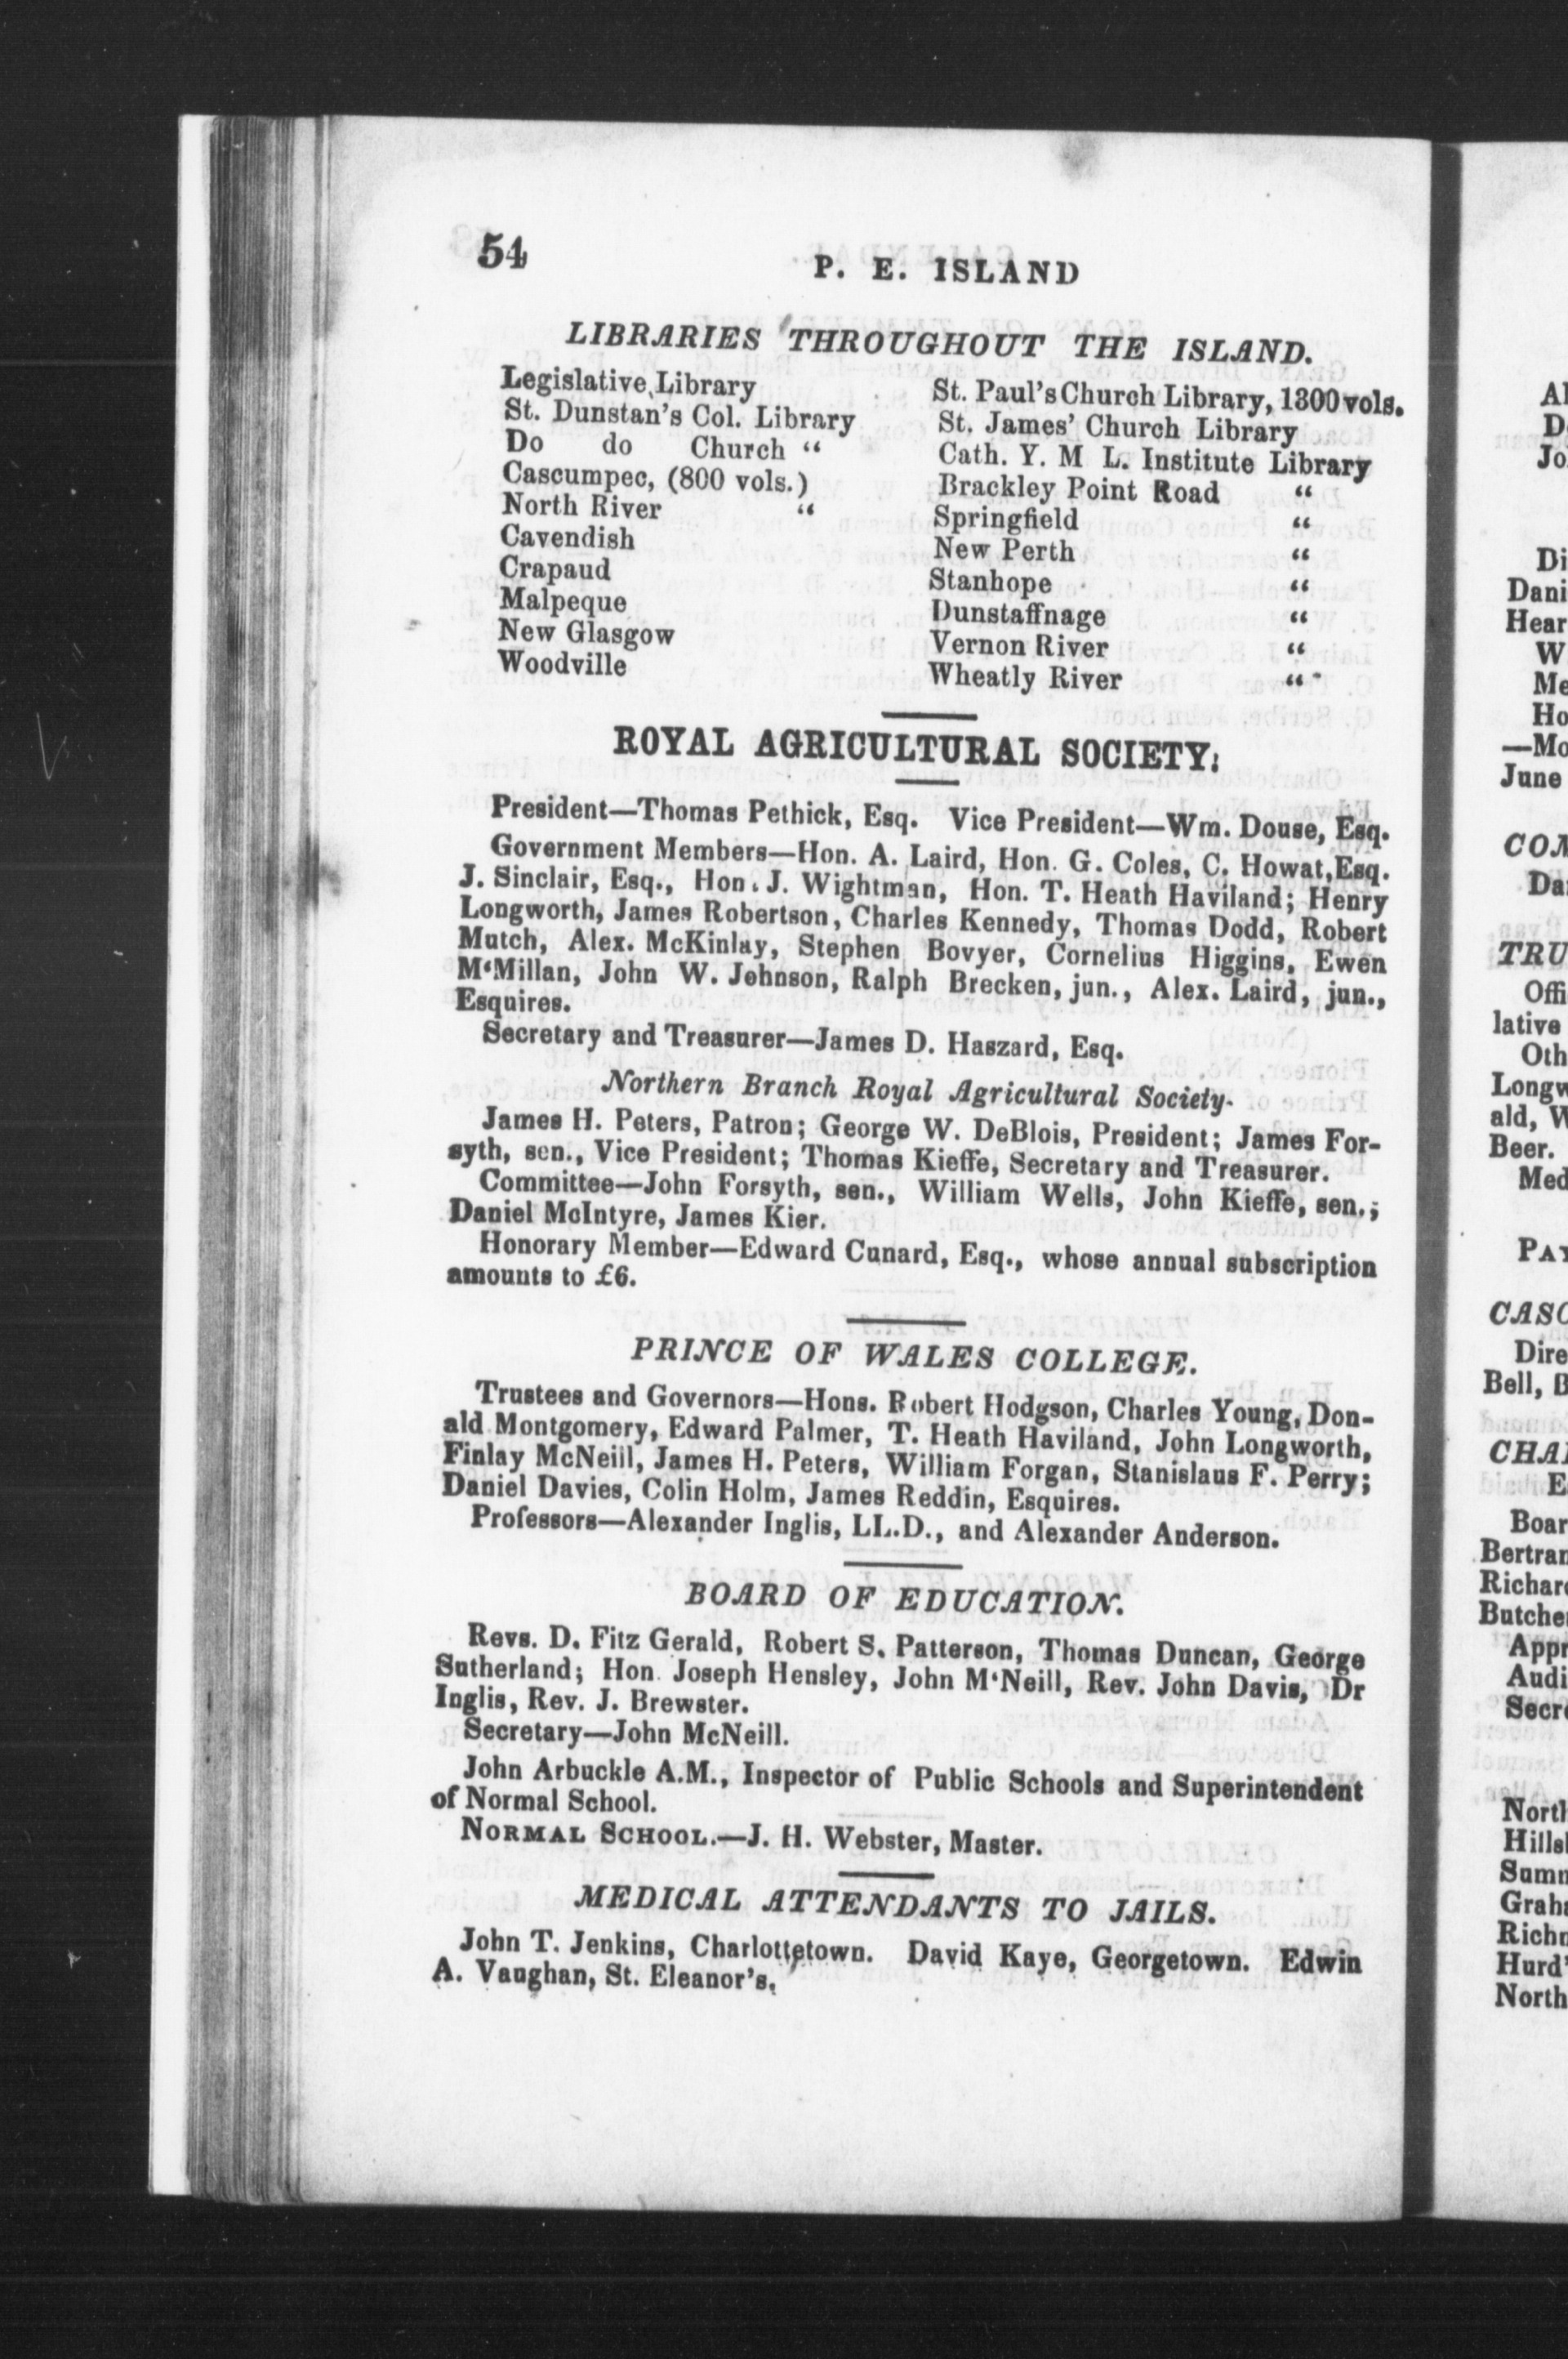 54
P. E. ISLAND
LIBRARIES THROUGHOUT THE ISLAND.
Legislative Library
St. Dunstan's Col. Library
Do do Church “
Cascumpec, (800 vols.)
North River “
Cavendish
Crapaud
Malpeque
New Glasgow
Woodville
St. Paul's Church Library, 1300 vols.
St. James' Church Library
Cath. Y. M L. Institute Library
Brackley Point Road “
Springfield “
New Perth “
Stanhope “
Dunstaffnage “
Vernon River “
Wheatly River “
ROYAL AGRICULTURAL SOCIETY.
President—Thomas Pethick, Esq. Vice President—Wm. Douse, Esq.
Government Members—Hon. A. Laird, Hon. G. Coles, C. Howat, Esq.
J. Sinclair, Esq., Hon. J. Wightman, Hon. T. Heath Haviland; Henry
Longworth, James Robertson, Charles Kennedy, Thomas Dodd, Robert
Mutch, Alex. McKinlay, Stephen Bovyer, Cornelius Higgins, Ewen
M‘Millan, John W. Johnson, Ralph Brecken, jun., Alex. Laird, jun.,
Esquires.
Secretary and Treasurer—James D. Haszard, Esq.
Northern Branch Royal Agricultural Society.
James H. Peters, Patron; George W. DeBlois, President; James For-
syth, sen., Vice President; Thomas Kieffe, Secretary and Treasurer.
Committee—John Forsyth, sen., William Wells, John Kieffe, sen.;
Daniel McIntyre, James Kier.
Honorary Member—Edward Cunard, Esq., whose annual subscription
amounts to £6.
PRINCE OF WALES COLLEGE.
Trustees and Governors—Hons. Robert Hodgson, Charles Young, Don-
ald Montgomery, Edward Palmer, T. Heath Haviland, John Longworth,
Finlay McNeill, James H. Peters, William Forgan, Stanislaus F. Perry;
Daniel Davies, Colin Holm, James Reddin, Esquires.
Professors—Alexander Inglis, LL.D., and Alexander Anderson.
BOARD OF EDUCATION.
Revs. D. Fitz Gerald, Robert S. Patterson, Thomas Duncan, George
Sutherland; Hon. Joseph Hensley, John M‘Neill, Rev. John Davis, Dr
Inglis, Rev. J. Brewster.
Secretary—John McNeill.
John Arbuckle A.M., Inspector of Public Schools and Superintendent
of Normal School.
NORMAL SCHOOL.—J. H. Webster, Master.
MEDICAL ATTENDANTS TO JAILS.
John T. Jenkins, Charlottetown. David Kaye, Georgetown. Edwin
A. Vaughan, St. Eleanor's.